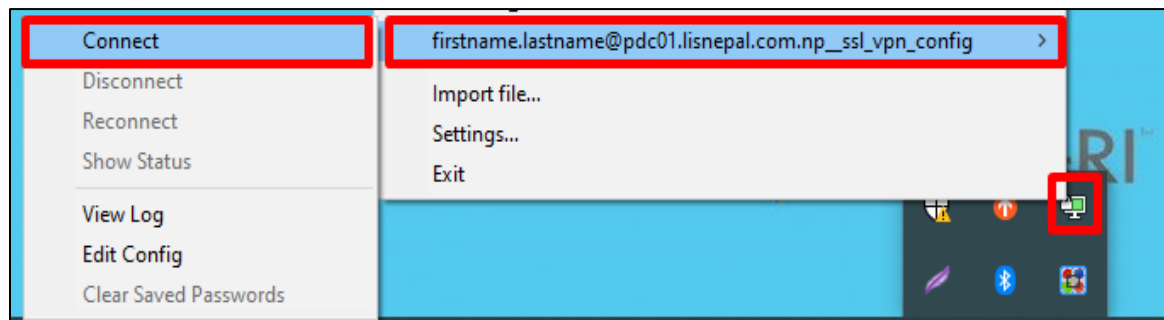 Connect
Disconnect
Reconnect
Show Status
View Log
Edit Config
Clear Saved Passwords
firstname.lastname@pdc01.lisnepal.com.np__ssl_vpn_config
Import file...
Settings...
Exit
RI